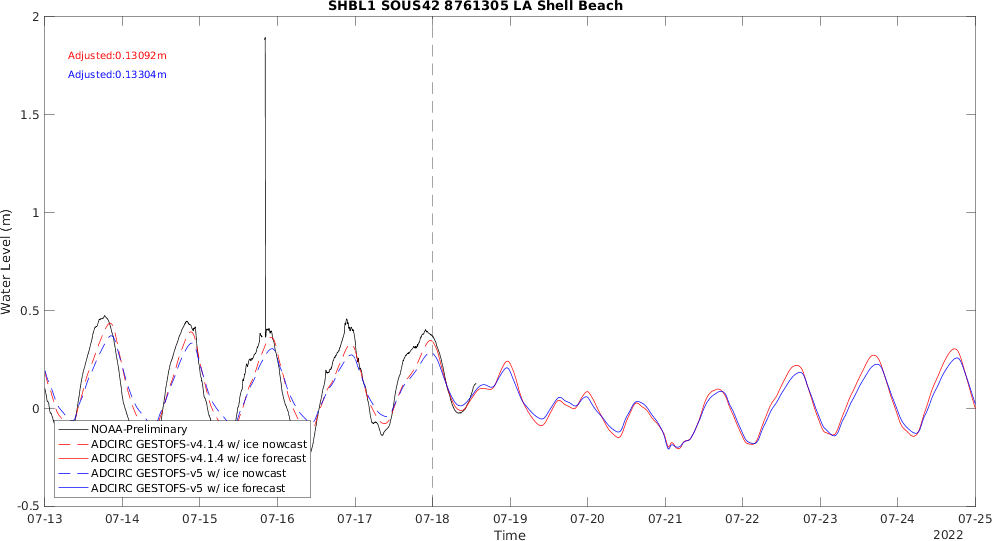 SHBL1 SOUS42 8761305 LA Shell Beach
Adjusted:0.13092m
Adjusted:0.13304m
Water Level (m)
2
1.5
1
0.5
0
-0.5
NOAA-Preliminary
ADCIRC GESTOFS-v4.1.4 w/ ice nowcast
ADCIRC GESTOFS-v4.1.4 w/ ice forecast
ADCIRC GESTOFS-v5 w/ ice nowcast
ADCIRC GESTOFS-v5 w/ ice forecast
07-13 07-14 07-15 07-16 07-17 07-18 07-19 07-20 07-21 07-22 07-23 07-24 07-25
Time
2022